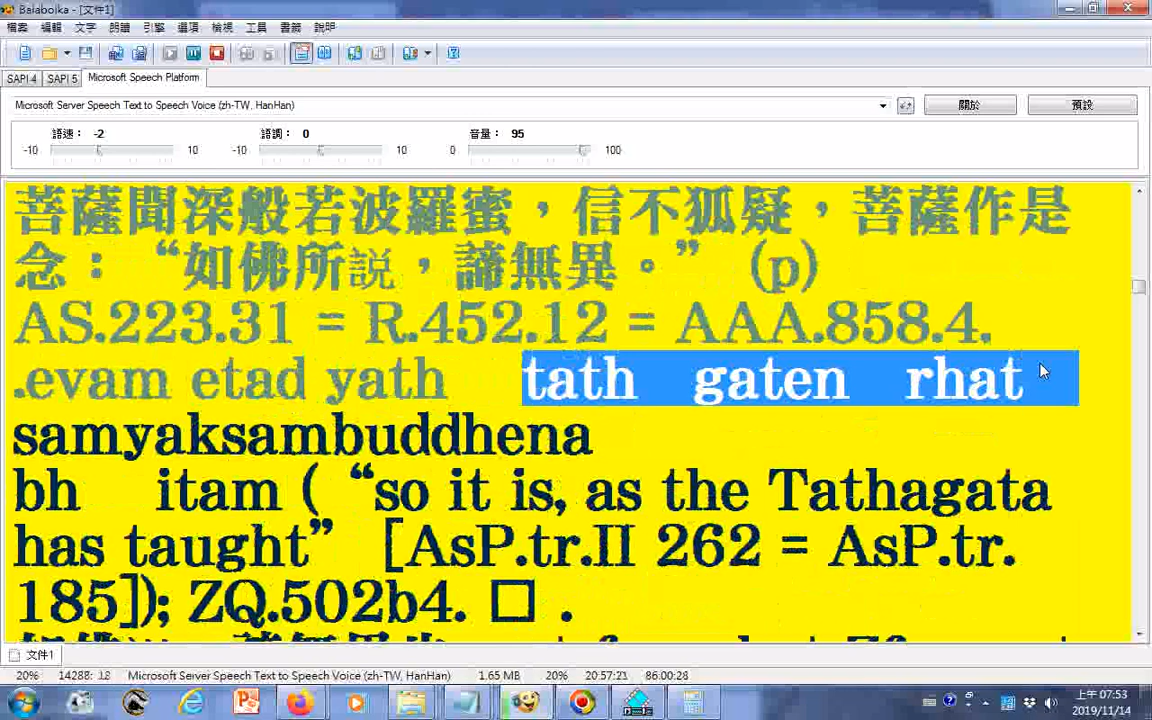 Balabolka - [文件1]
檔案 編輯 文字 朗讀 引擎 選項 檢視 工具 書籤 說明
SAPI 4 SAPI 5 Microsoft Speech Platform
Microsoft Server Speech Text to Speech Voice (zh-TW, HanHan) 關於 預設
語速： -2 語調： 0 音量： 95
-10 10 -10 10 0 100
菩薩聞深般若波羅蜜，信不狐疑，菩薩作是
念：“如佛所説，諦無異。” (p)
AS.223.31 = R.452.12 = AAA.858.4.
.evam etad yath tath gaten rhat
samyaksambuddhena
bh itam ( “so it is, as the Tathagata
has taught” [AsP.tr.II 262 = AsP.tr.
185]); ZQ.502b4. □ .
文件1
20% 14288: 13 Microsoft Server Speech Text to Speech Voice (zh-TW, HanHan) 1.65 MB 20% 20:57:21 86:00:28
上午 07:53
2019/11/14